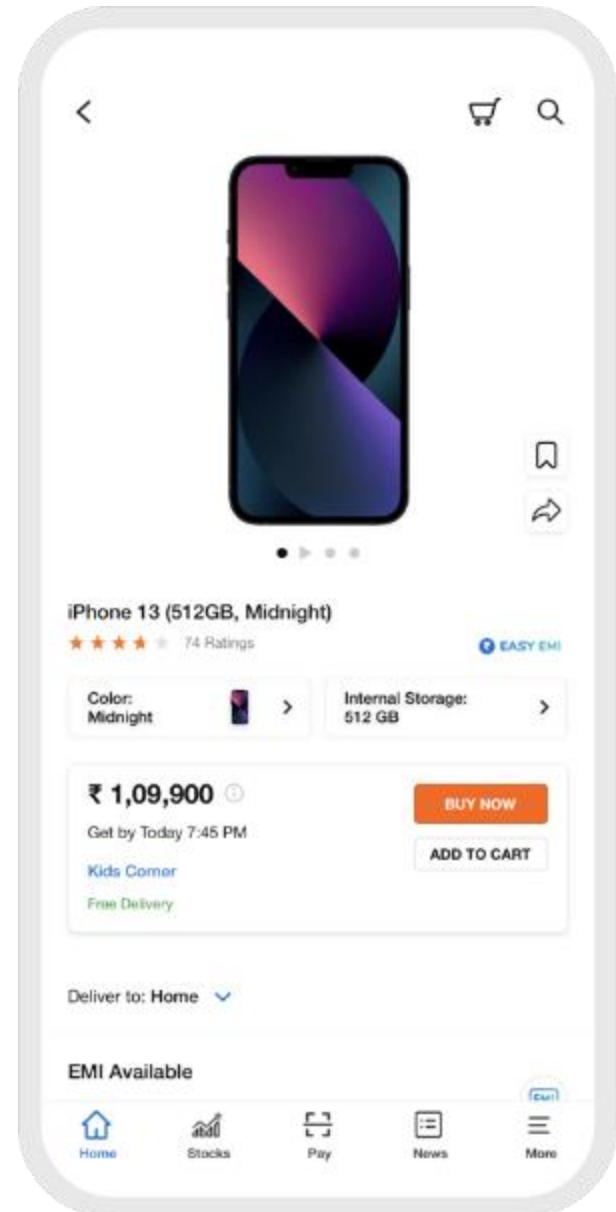 iPhone 13 (512GB, Midnight)
74 Ratings
EASY EMI
Color:
Midnight
Internal Storage:
512 GB
₹ 1,09,900
BUY NOW
Get by Today 7:45 PM
ADD TO CART
Kids Corner
Free Delivery
Deliver to: Home
EMI Available
EMI
Home
Stocks
Pay
News
More